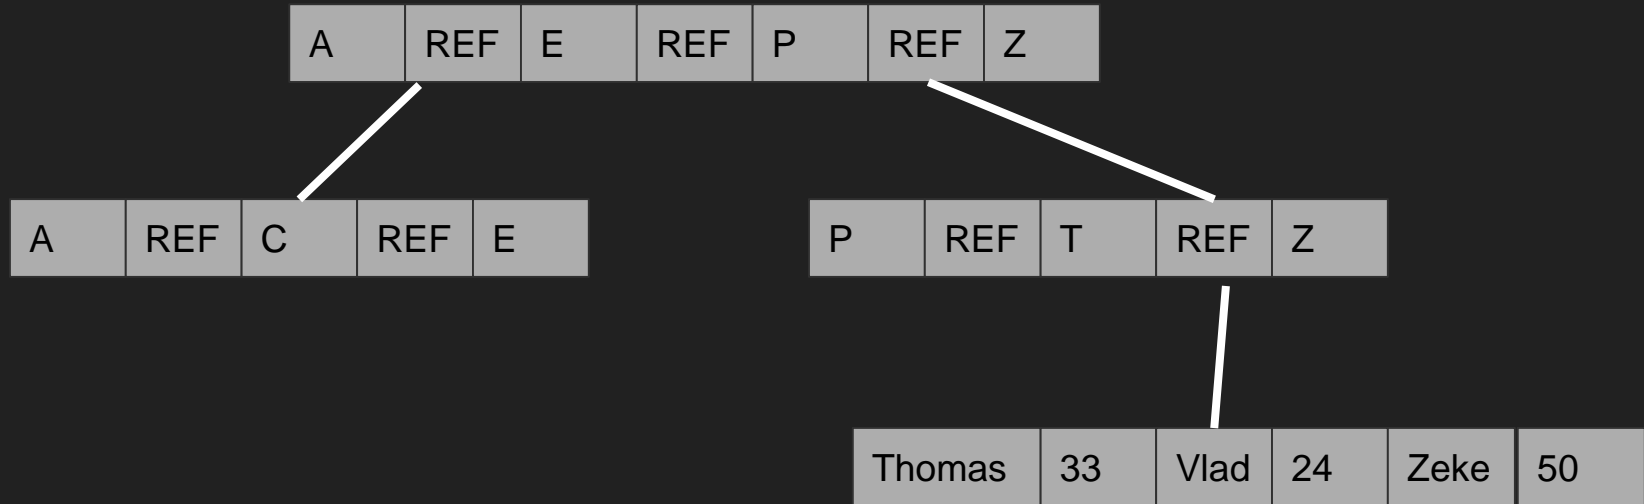 A REF E REF P REF Z
A REF C REF E
P REF T REF Z
Thomas 33 Vlad 24 Zeke 50